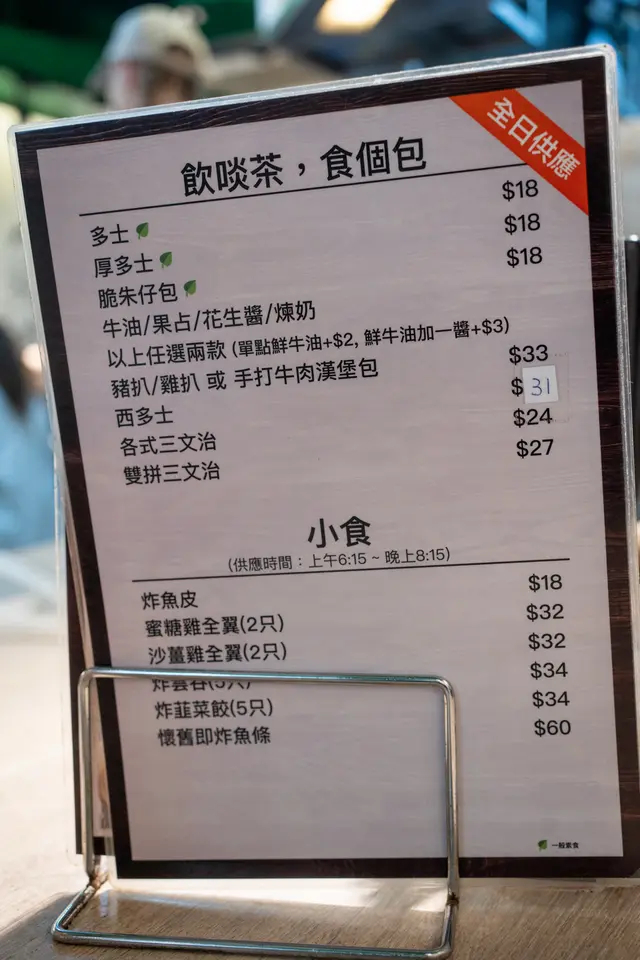 全日供應
飲啖茶，食個包
多士 $18
厚多士 $18
脆朱仔包 $18
牛油/果占/花生醬/煉奶
以上任選兩款 (單點鮮牛油+$2, 鮮牛油加一醬+$3)
豬扒/雞扒 或 手打牛肉漢堡包 $33
西多士 $31
各式三文治 $24
雙拼三文治 $27
小食
(供應時間：上午6:15 ~ 晚上8:15)
炸魚皮 $18
蜜糖雞全翼(2只) $32
沙薑雞全翼(2只) $32
炸雲吞(5只) $34
炸韮菜餃(5只) $34
懷舊即炸魚條 $60
一般素食